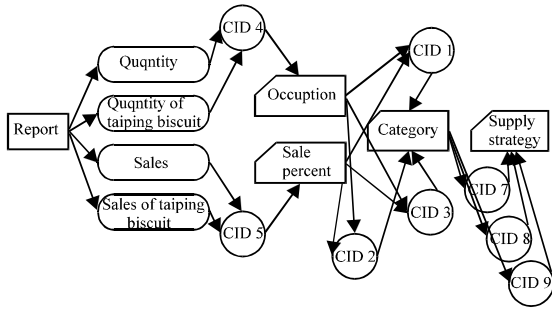 CID 4
CID 1
Quqntity
Report
Quqntity of
taiping biscuit
Occuption
Category
Supply
strategy
Sales
Sale
percent
CID 7
Sales of taiping
biscuit
CID 5
CID 3
CID 8
CID 2
CID 9